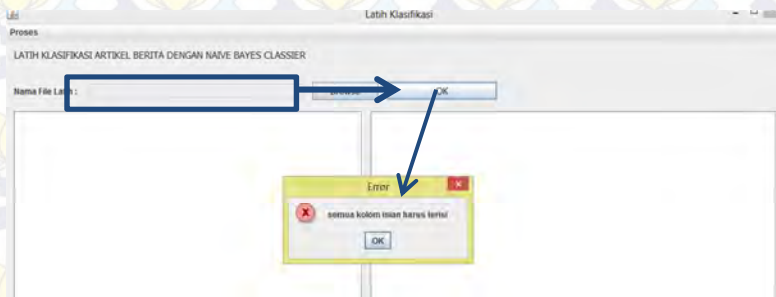 Latih Klasifikasi
Proses
LATIH KLASIFIKASI ARTIKEL BERITA DENGAN NAIVE BAYES CLASSIER
Nama File Latih :
OK
Error
semua kolom isian harus terisi
OK